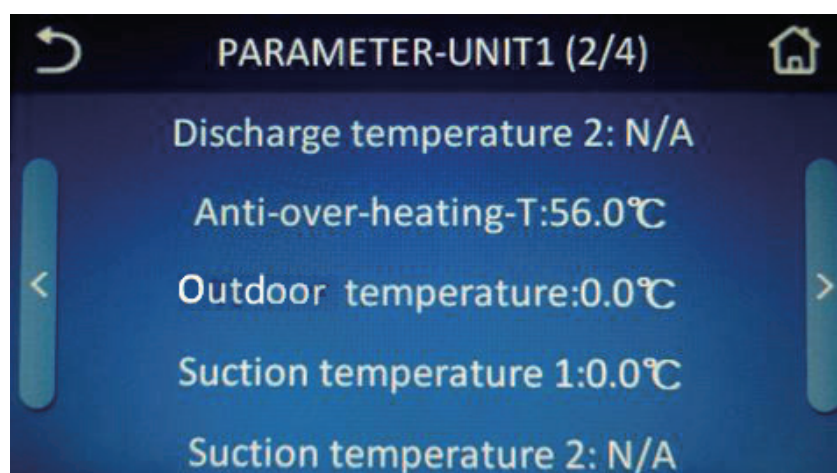 PARAMETER-UNIT1 (2/4)
Discharge temperature 2: N/A
Anti-over-heating-T:56.0℃
Outdoor temperature:0.0℃
< >
Suction temperature 1:0.0℃
Suction temperature 2: N/A